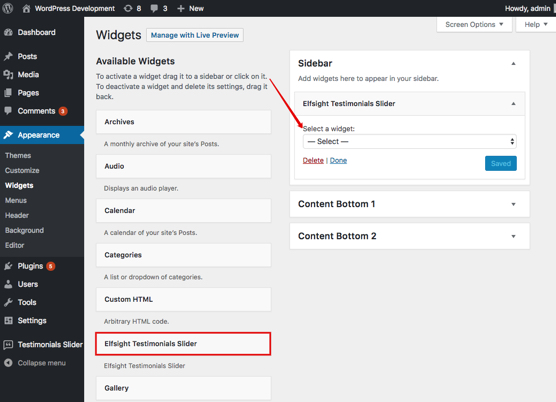 WordPress Development
8
3
New
Howdy, admin
Screen Options
Help
Dashboard
Posts
Media
Pages
Comments 3
Appearance
Themes
Customize
Widgets
Menus
Header
Background
Editor
Plugins 6
Users
Tools
Settings
Testimonials Slider
Collapse menu
Widgets
Manage with Live Preview
Available Widgets
To activate a widget drag it to a sidebar or click on it.
To deactivate a widget and delete its settings, drag it
back.
Archives
A monthly archive of your site's Posts.
Audio
Displays an audio player.
Calendar
A calendar of your site's Posts.
Categories
A list or dropdown of categories.
Custom HTML
Arbitrary HTML code.
Elfsight Testimonials Slider
Elfsight Testimonials Slider
Gallery
Sidebar
Add widgets here to appear in your sidebar.
Elfsight Testimonials Slider
Select a widget:
— Select —
Delete | Done
Saved
Content Bottom 1
Content Bottom 2